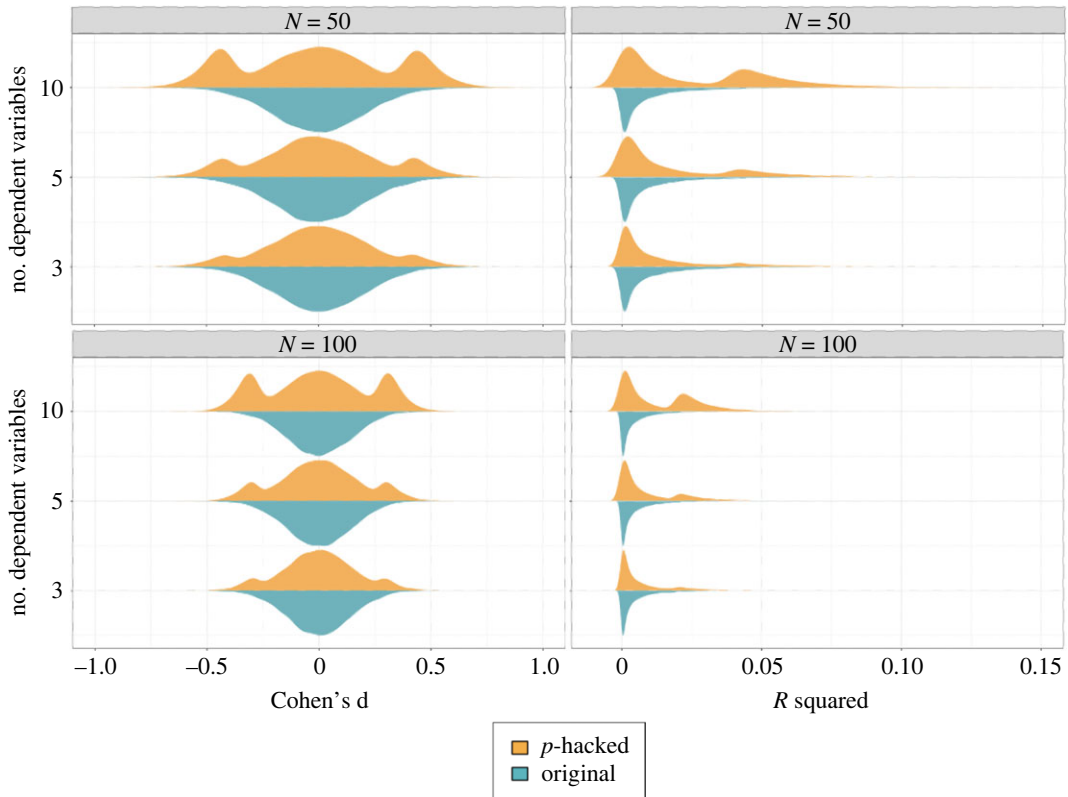 N = 50
N = 50
no. dependent variables
10
5
3
N = 100
N = 100
no. dependent variables
10
5
3
–1.0 –0.5 0 0.5 1.0
0 0.05 0.10 0.15
Cohen's d
R squared
p-hacked
original